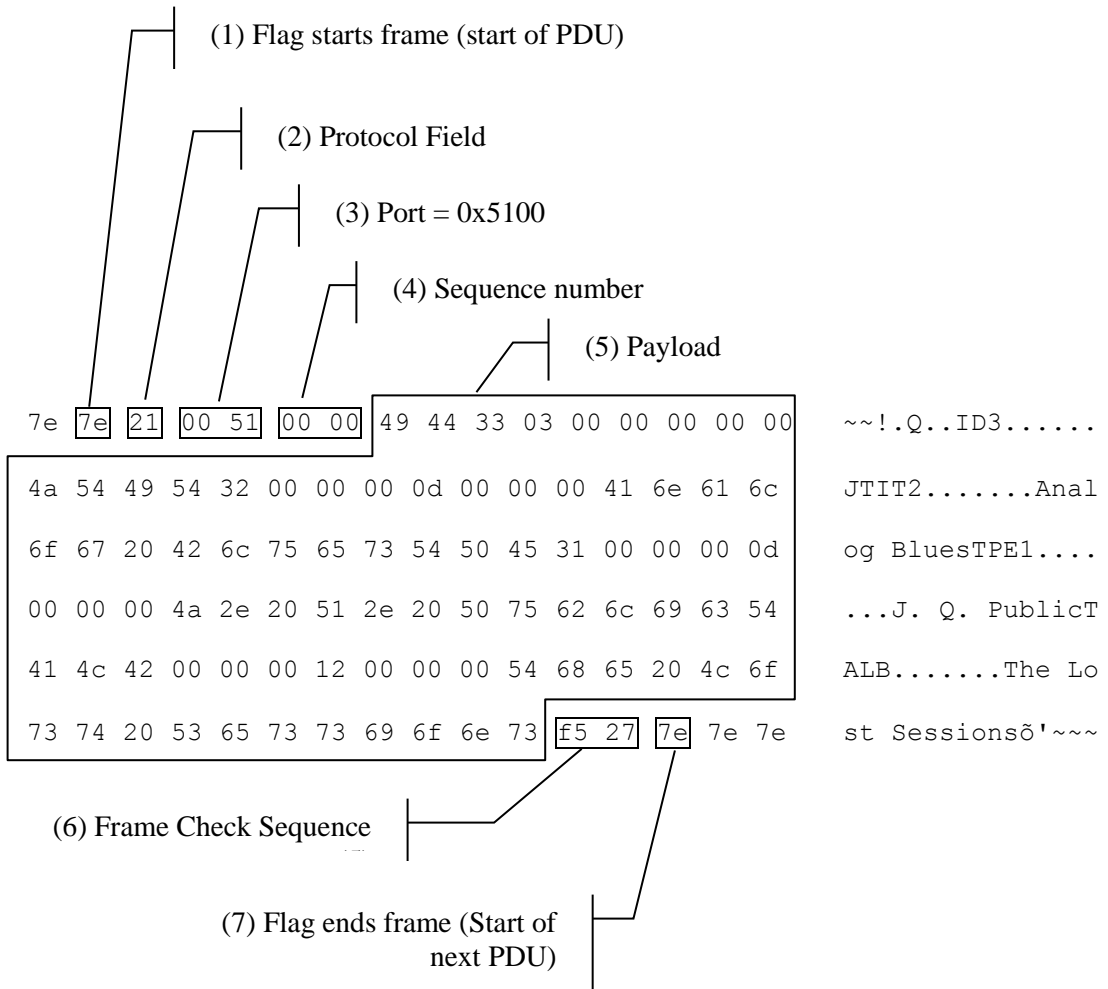 (1) Flag starts frame (start of PDU)
(2) Protocol Field
(3) Port = 0x5100
(4) Sequence number
(5) Payload
7e 7e 21 00 51 00 00 49 44 33 03 00 00 00 00 00 ~~!.Q..ID3......
4a 54 49 54 32 00 00 00 0d 00 00 00 41 6e 61 6c JTIT2.......Anal
6f 67 20 42 6c 75 65 73 54 50 45 31 00 00 00 0d og BluesTPE1....
00 00 00 4a 2e 20 51 2e 20 50 75 62 6c 69 63 54 ...J. Q. PublicT
41 4c 42 00 00 00 12 00 00 00 54 68 65 20 4c 6f ALB.......The Lo
73 74 20 53 65 73 73 69 6f 6e 73 f5 27 7e 7e 7e st Sessionsõ'~~~
(6) Frame Check Sequence
(7) Flag ends frame (Start of
next PDU)